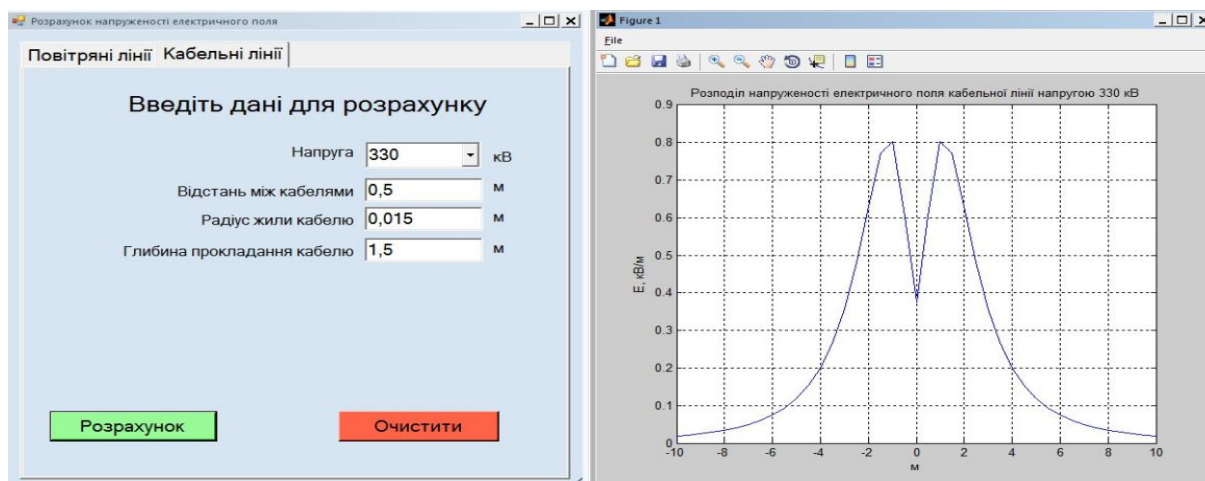 Розрахунок напруженості електричного поля
Повітряні лінії Кабельні лінії
Введіть дані для розрахунку
Напруга 330 кВ
Відстань між кабелями 0,5 м
Радіус жили кабелю 0,015 м
Глибина прокладання кабелю 1,5 м
Розрахунок Очистити
Figure 1
File
Розподіл напруженості електричного поля кабельної лінії напругою 330 кВ
0.9
0.8
0.7
0.6
0.5
0.4
0.3
0.2
0.1
0
E, кВ/м
-10 -8 -6 -4 -2 0 2 4 6 8 10
м